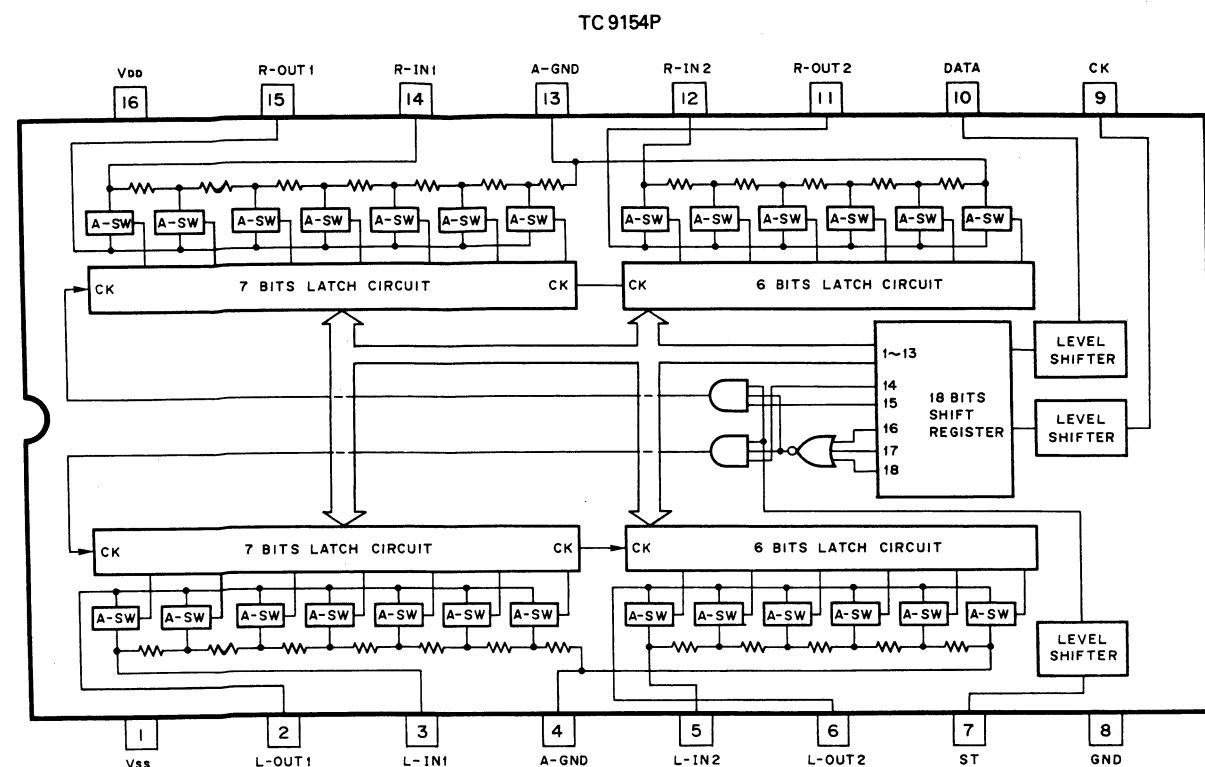 TC9154P
VDD R-OUT1 R-IN1 A-GND R-IN2 R-OUT2 DATA CK
16 15 14 13 12 11 10 9
A-SW A-SW A-SW A-SW A-SW A-SW A-SW A-SW A-SW A-SW A-SW A-SW A-SW
CK 7 BITS LATCH CIRCUIT CK CK 6 BITS LATCH CIRCUIT
1~13
14
15
16
17
18
18 BITS
SHIFT
REGISTER
LEVEL
SHIFTER
LEVEL
SHIFTER
CK 7 BITS LATCH CIRCUIT CK CK 6 BITS LATCH CIRCUIT
A-SW A-SW A-SW A-SW A-SW A-SW A-SW A-SW A-SW A-SW A-SW A-SW A-SW
LEVEL
SHIFTER
1 2 3 4 5 6 7 8
Vss L-OUT1 L-IN1 A-GND L-IN2 L-OUT2 ST GND